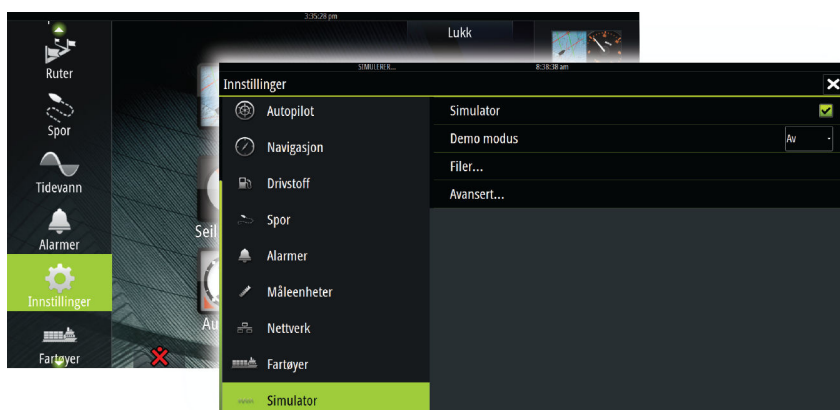 3:35:28 pm
Lukk
Ruter
Spor
Tidevann
Alarmer
Innstillinger
Fartøyer
Seil
Au
SIMULERER...
8:38:38 am
Innstillinger
Autopilot
Navigasjon
Drivstoff
Spor
Alarmer
Måleenheter
Nettverk
Fartøyer
Simulator
Simulator
Demo modus
Av
Filer...
Avansert...